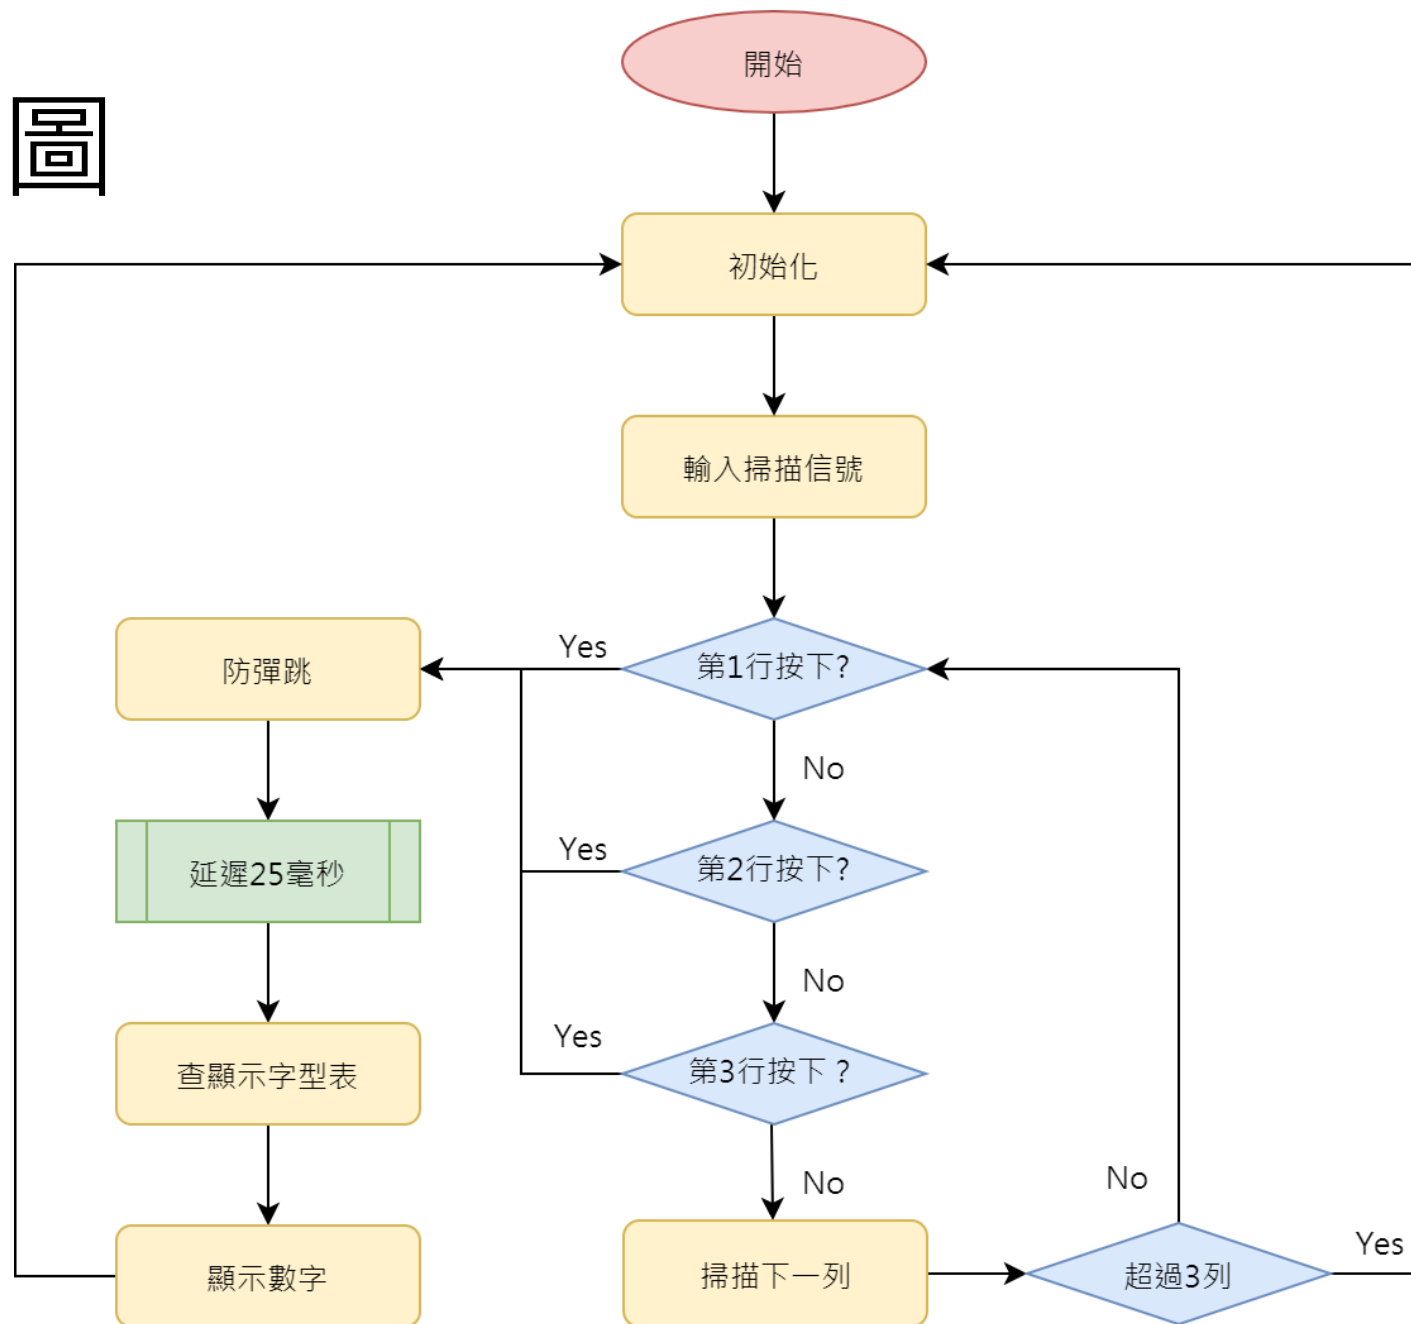 開始
圖
初始化
輸入掃描信號
Yes
第1行按下?
防彈跳
No
Yes
第2行按下?
延遲25毫秒
No
Yes
第3行按下？
查顯示字型表
No
No
Yes
顯示數字
掃描下一列
超過3列